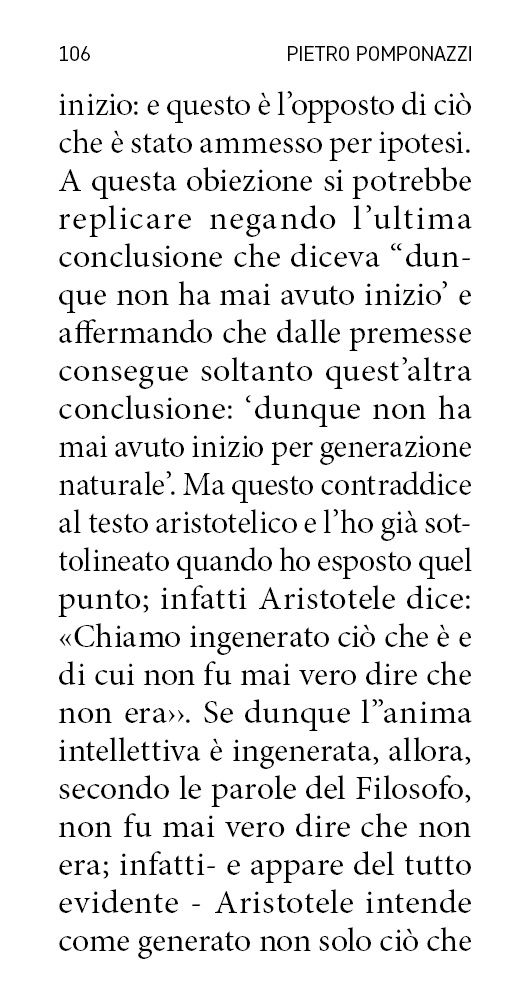 106 PIETRO POMPONAZZI
inizio: e questo è l’opposto di ciò
che è stato ammesso per ipotesi.
A questa obiezione si potrebbe
replicare negando l’ultima
conclusione che diceva “dun-
que non ha mai avuto inizio’ e
affermando che dalle premesse
consegue soltanto quest’altra
conclusione: ‘dunque non ha
mai avuto inizio per generazione
naturale’. Ma questo contraddice
al testo aristotelico e l’ho già sot-
tolineato quando ho esposto quel
punto; infatti Aristotele dice:
«Chiamo ingenerato ciò che è e
di cui non fu mai vero dire che
non era››. Se dunque l”anima
intellettiva è ingenerata, allora,
secondo le parole del Filosofo,
non fu mai vero dire che non
era; infatti- e appare del tutto
evidente - Aristotele intende
come generato non solo ciò che